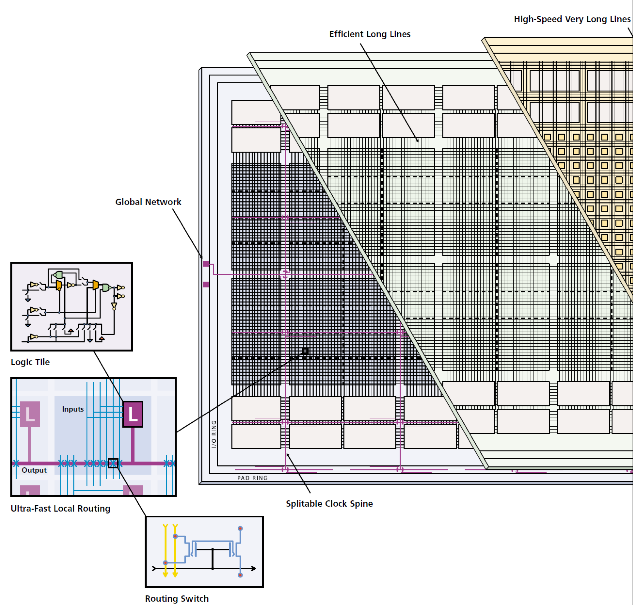 High-Speed Very Long Lines
Efficient Long Lines
Global Network
Logic Tile
L
L
Inputs
Output
I/O RING
PAD RING
Ultra-Fast Local Routing
Splitable Clock Spine
Routing Switch